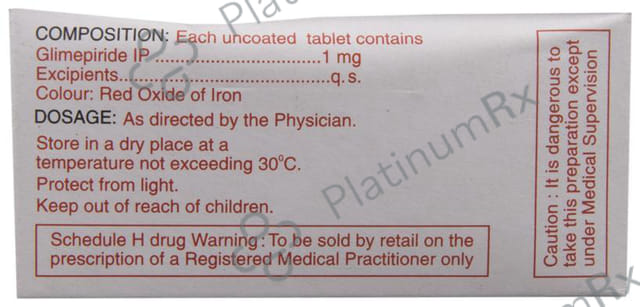 COMPOSITION: Each uncoated tablet contains
Glimepiride IP ......................................1 mg
Excipients................................................q.s.
Colour: Red Oxide of Iron
DOSAGE: As directed by the Physician.
Store in a dry place at a
temperature not exceeding 30°C.
Protect from light.
Keep out of reach of children.
Schedule H drug Warning : To be sold by retail on the
prescription of a Registered Medical Practitioner only
Caution : It is dangerous to
take this preparation except
under Medical Supervision
PlatinumRx